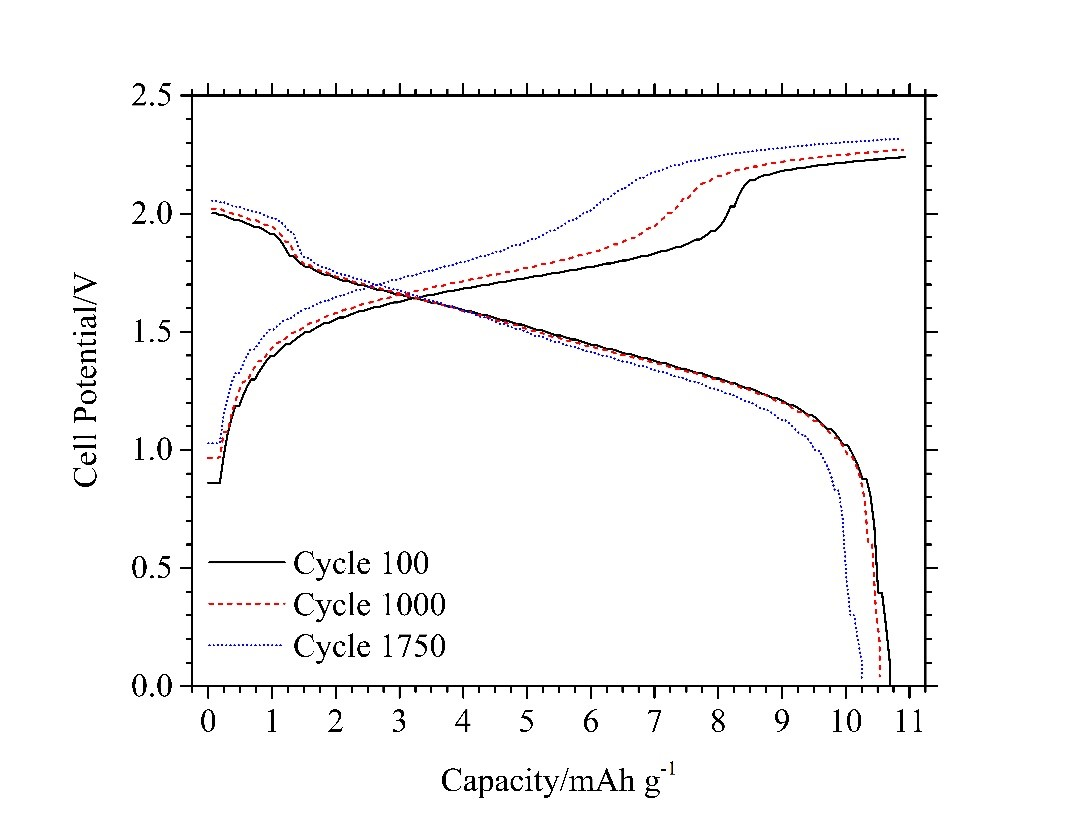 2.5
2.0
1.5
1.0
0.5
0.0
Cell Potential/V
Cycle 100
Cycle 1000
Cycle 1750
0 1 2 3 4 5 6 7 8 9 10 11
Capacity/mAh g⁻¹